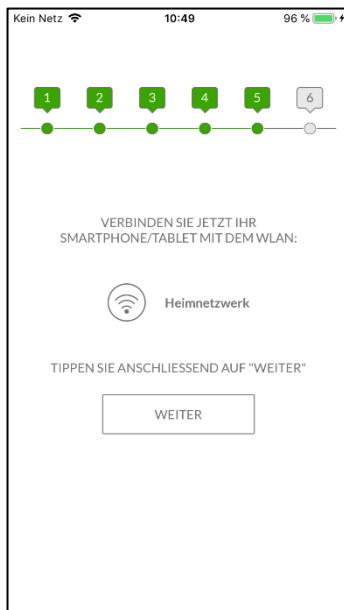 Kein Netz 10:49 96 %
1 2 3 4 5 6
VERBINDEN SIE JETZT IHR
SMARTPHONE/TABLET MIT DEM WLAN:
Heimnetzwerk
TIPPEN SIE ANSCHLIESSEND AUF "WEITER"
WEITER